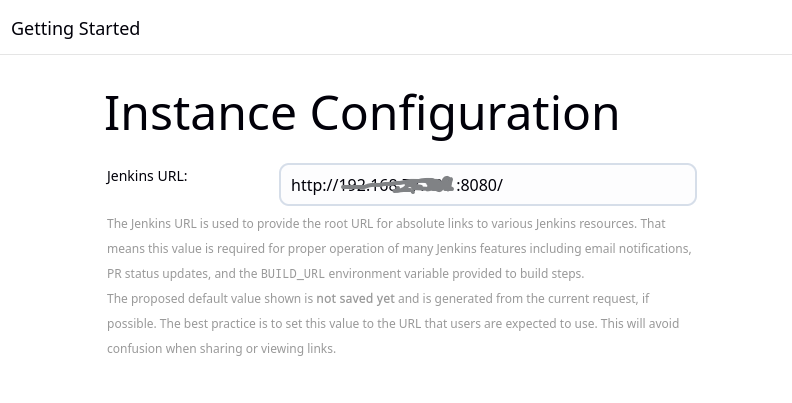 Getting Started
Instance Configuration
Jenkins URL:
http://192.168. :8080/
The Jenkins URL is used to provide the root URL for absolute links to various Jenkins resources. That
means this value is required for proper operation of many Jenkins features including email notifications,
PR status updates, and the BUILD_URL environment variable provided to build steps.
The proposed default value shown is not saved yet and is generated from the current request, if
possible. The best practice is to set this value to the URL that users are expected to use. This will avoid
confusion when sharing or viewing links.